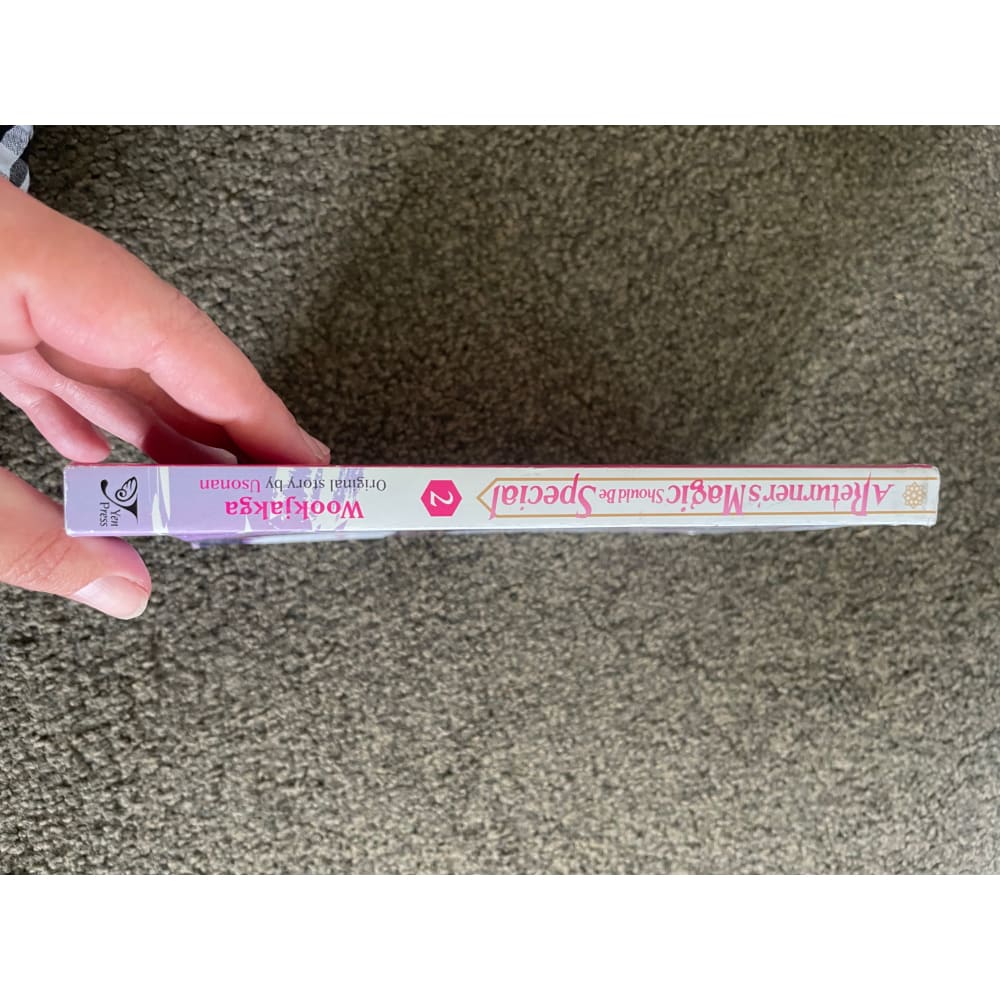 A Returner's Magic Should Be Special
2
Wookjakga
Original story by Usonan
Yen
Press